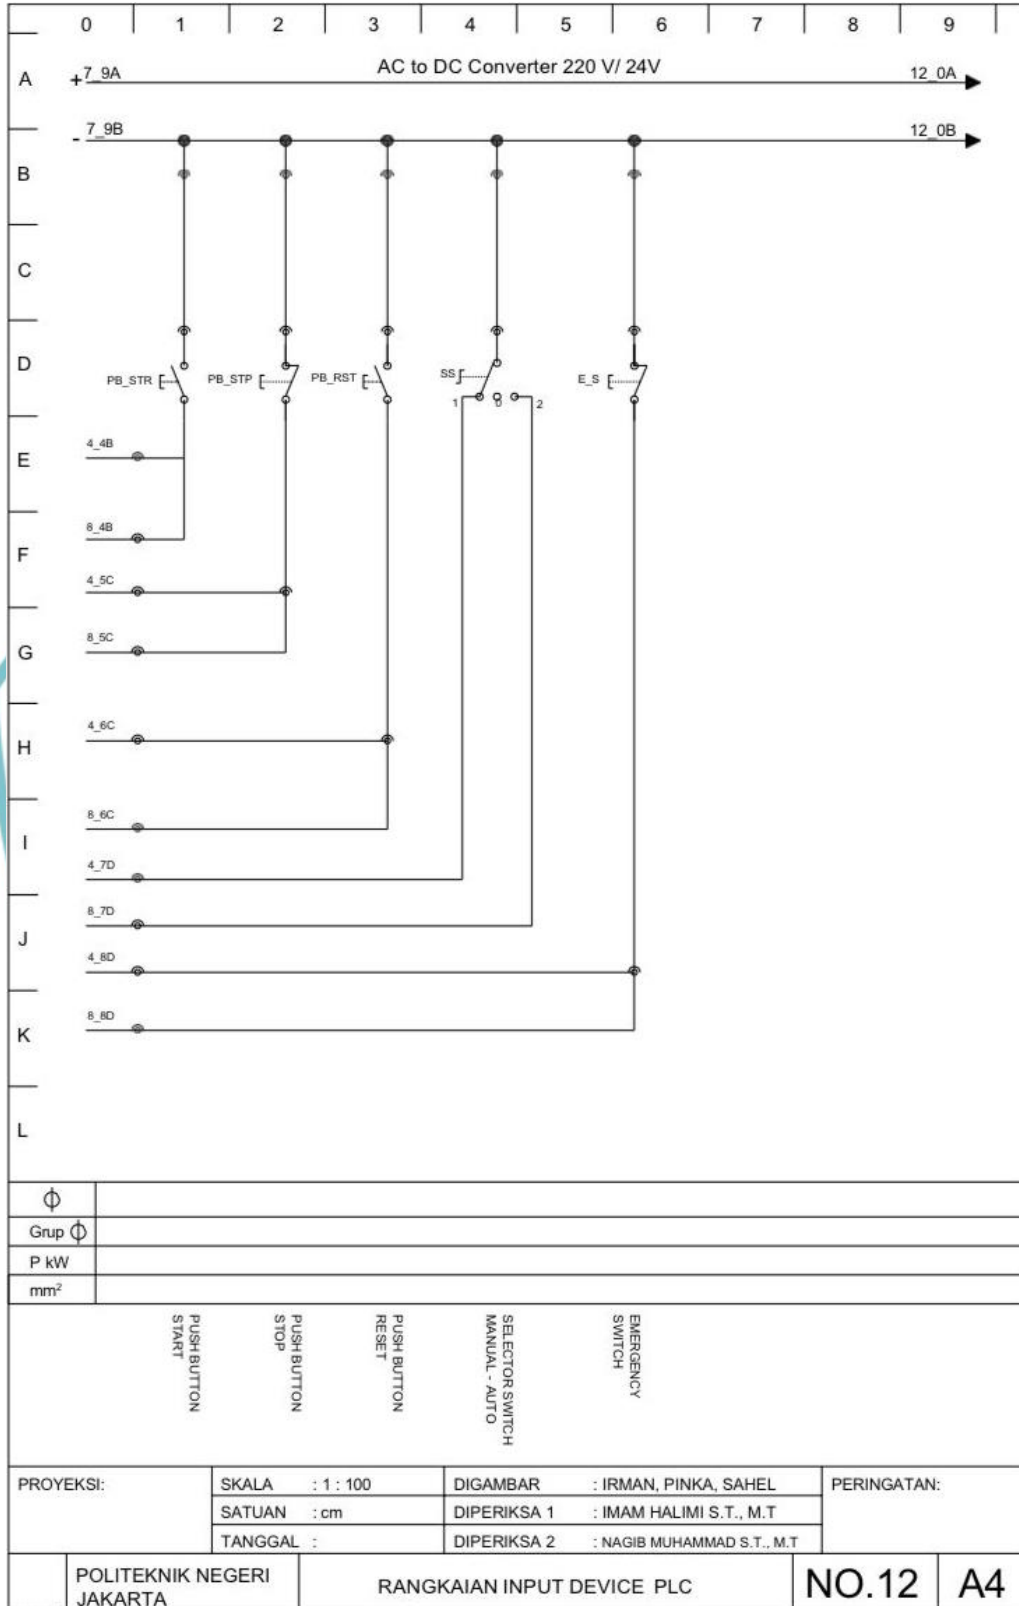 0 1 2 3 4 5 6 7 8 9
A
+ 7_9A AC to DC Converter 220 V/ 24V 12_0A
- 7_9B 12_0B
B
C
D
PB_STR PB_STP PB_RST SS E_S
1 0 2
E
4_4B
8_4B
F
4_5C
8_5C
G
4_6C
H
8_6C
I
4_7D
8_7D
J
4_8D
8_8D
K
L
Grup
P kW
mm²
PUSH BUTTON
START
PUSH BUTTON
STOP
PUSH BUTTON
RESET
SELECTOR SWITCH
MANUAL - AUTO
EMERGENCY
SWITCH
PROYEKSI:
SKALA : 1 : 100
SATUAN : cm
TANGGAL :
DIGAMBAR : IRMAN, PINKA, SAHEL
DIPERIKSA 1 : IMAM HALIMI S.T., M.T
DIPERIKSA 2 : NAGIB MUHAMMAD S.T., M.T
PERINGATAN:
POLITEKNIK NEGERI
JAKARTA
RANGKAIAN INPUT DEVICE PLC
NO.12
A4